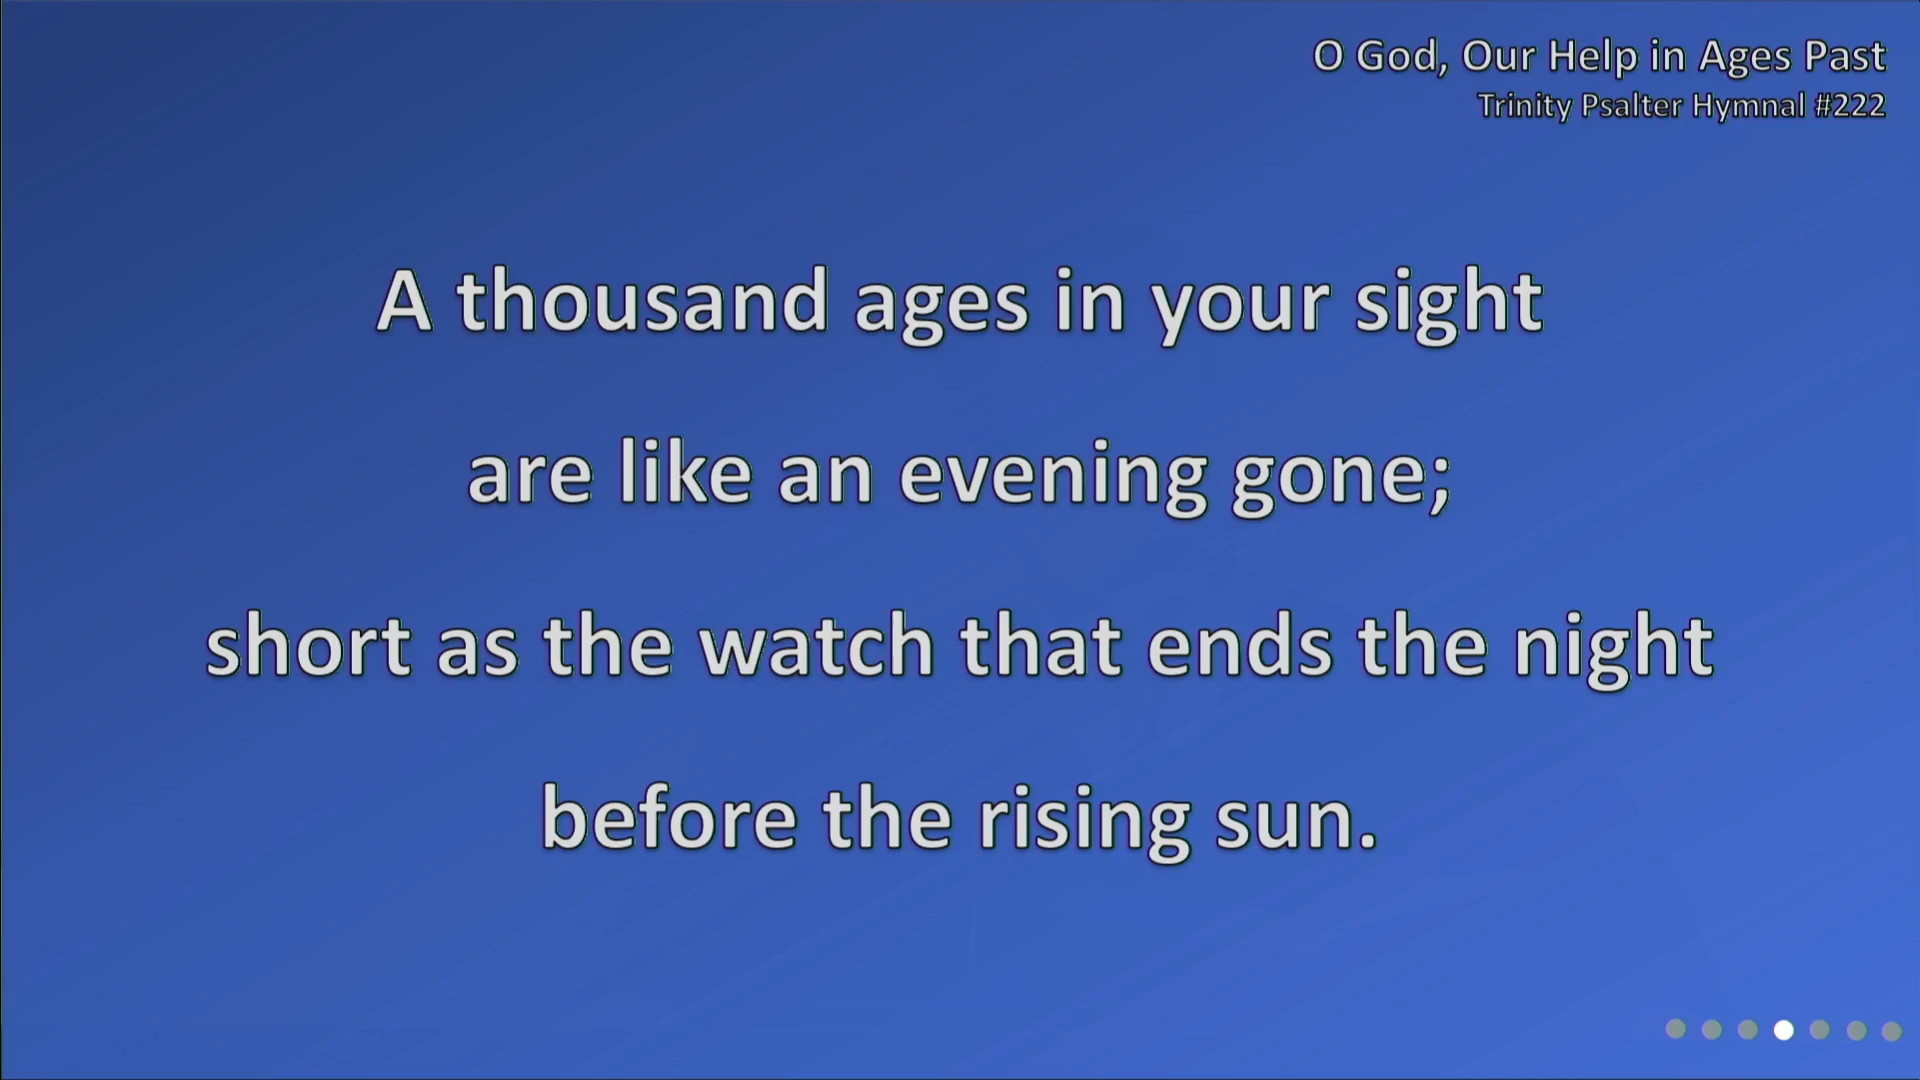 O God, Our Help in Ages Past
Trinity Psalter Hymnal #222
A thousand ages in your sight
are like an evening gone;
short as the watch that ends the night
before the rising sun.